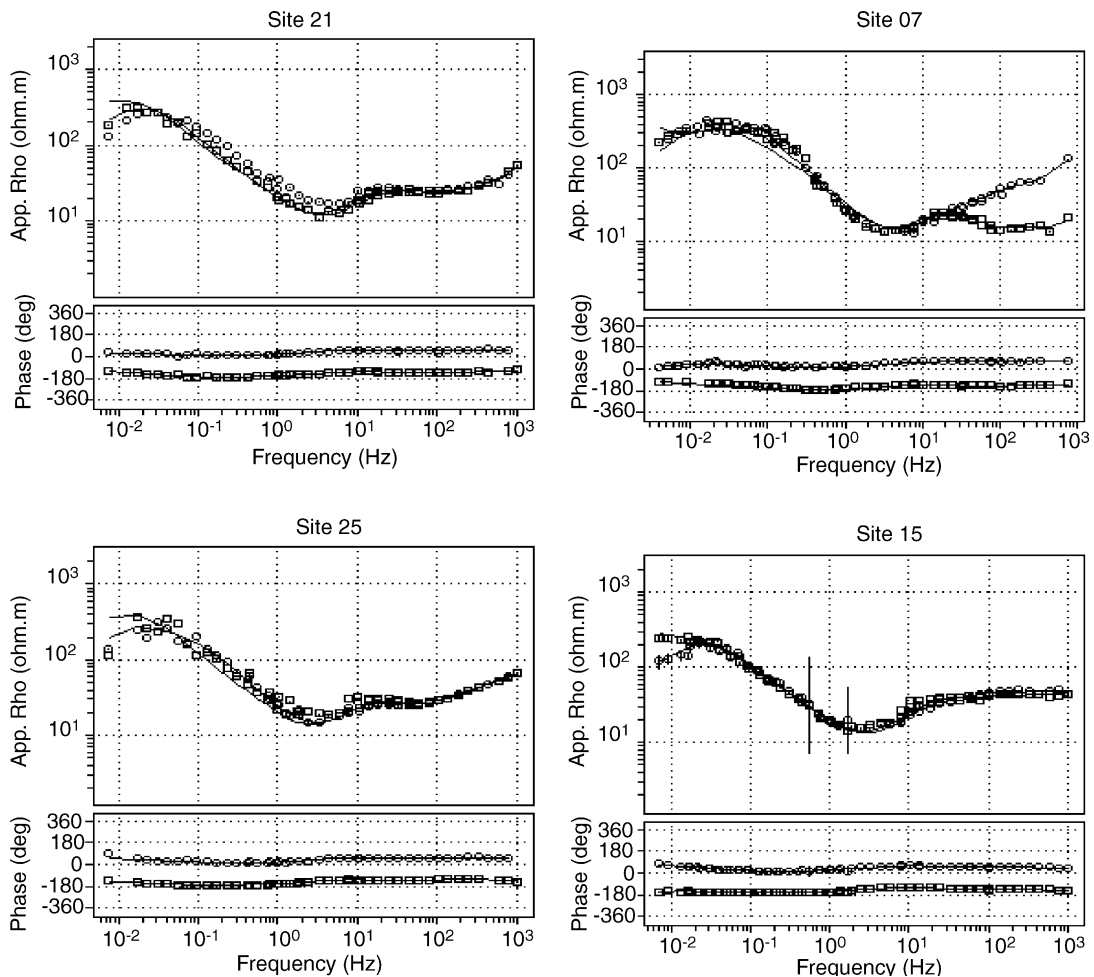 Site 21
App. Rho (ohm.m)
10³
10²
10¹
Phase (deg)
360
180
0
-180
-360
10⁻² 10⁻¹ 10⁰ 10¹ 10² 10³
Frequency (Hz)
Site 07
App. Rho (ohm.m)
10³
10²
10¹
Phase (deg)
360
180
0
-180
-360
10⁻² 10⁻¹ 10⁰ 10¹ 10² 10³
Frequency (Hz)
Site 25
App. Rho (ohm.m)
10³
10²
10¹
Phase (deg)
360
180
0
-180
-360
10⁻² 10⁻¹ 10⁰ 10¹ 10² 10³
Frequency (Hz)
Site 15
App. Rho (ohm.m)
10³
10²
10¹
Phase (deg)
360
180
0
-180
-360
10⁻² 10⁻¹ 10⁰ 10¹ 10² 10³
Frequency (Hz)